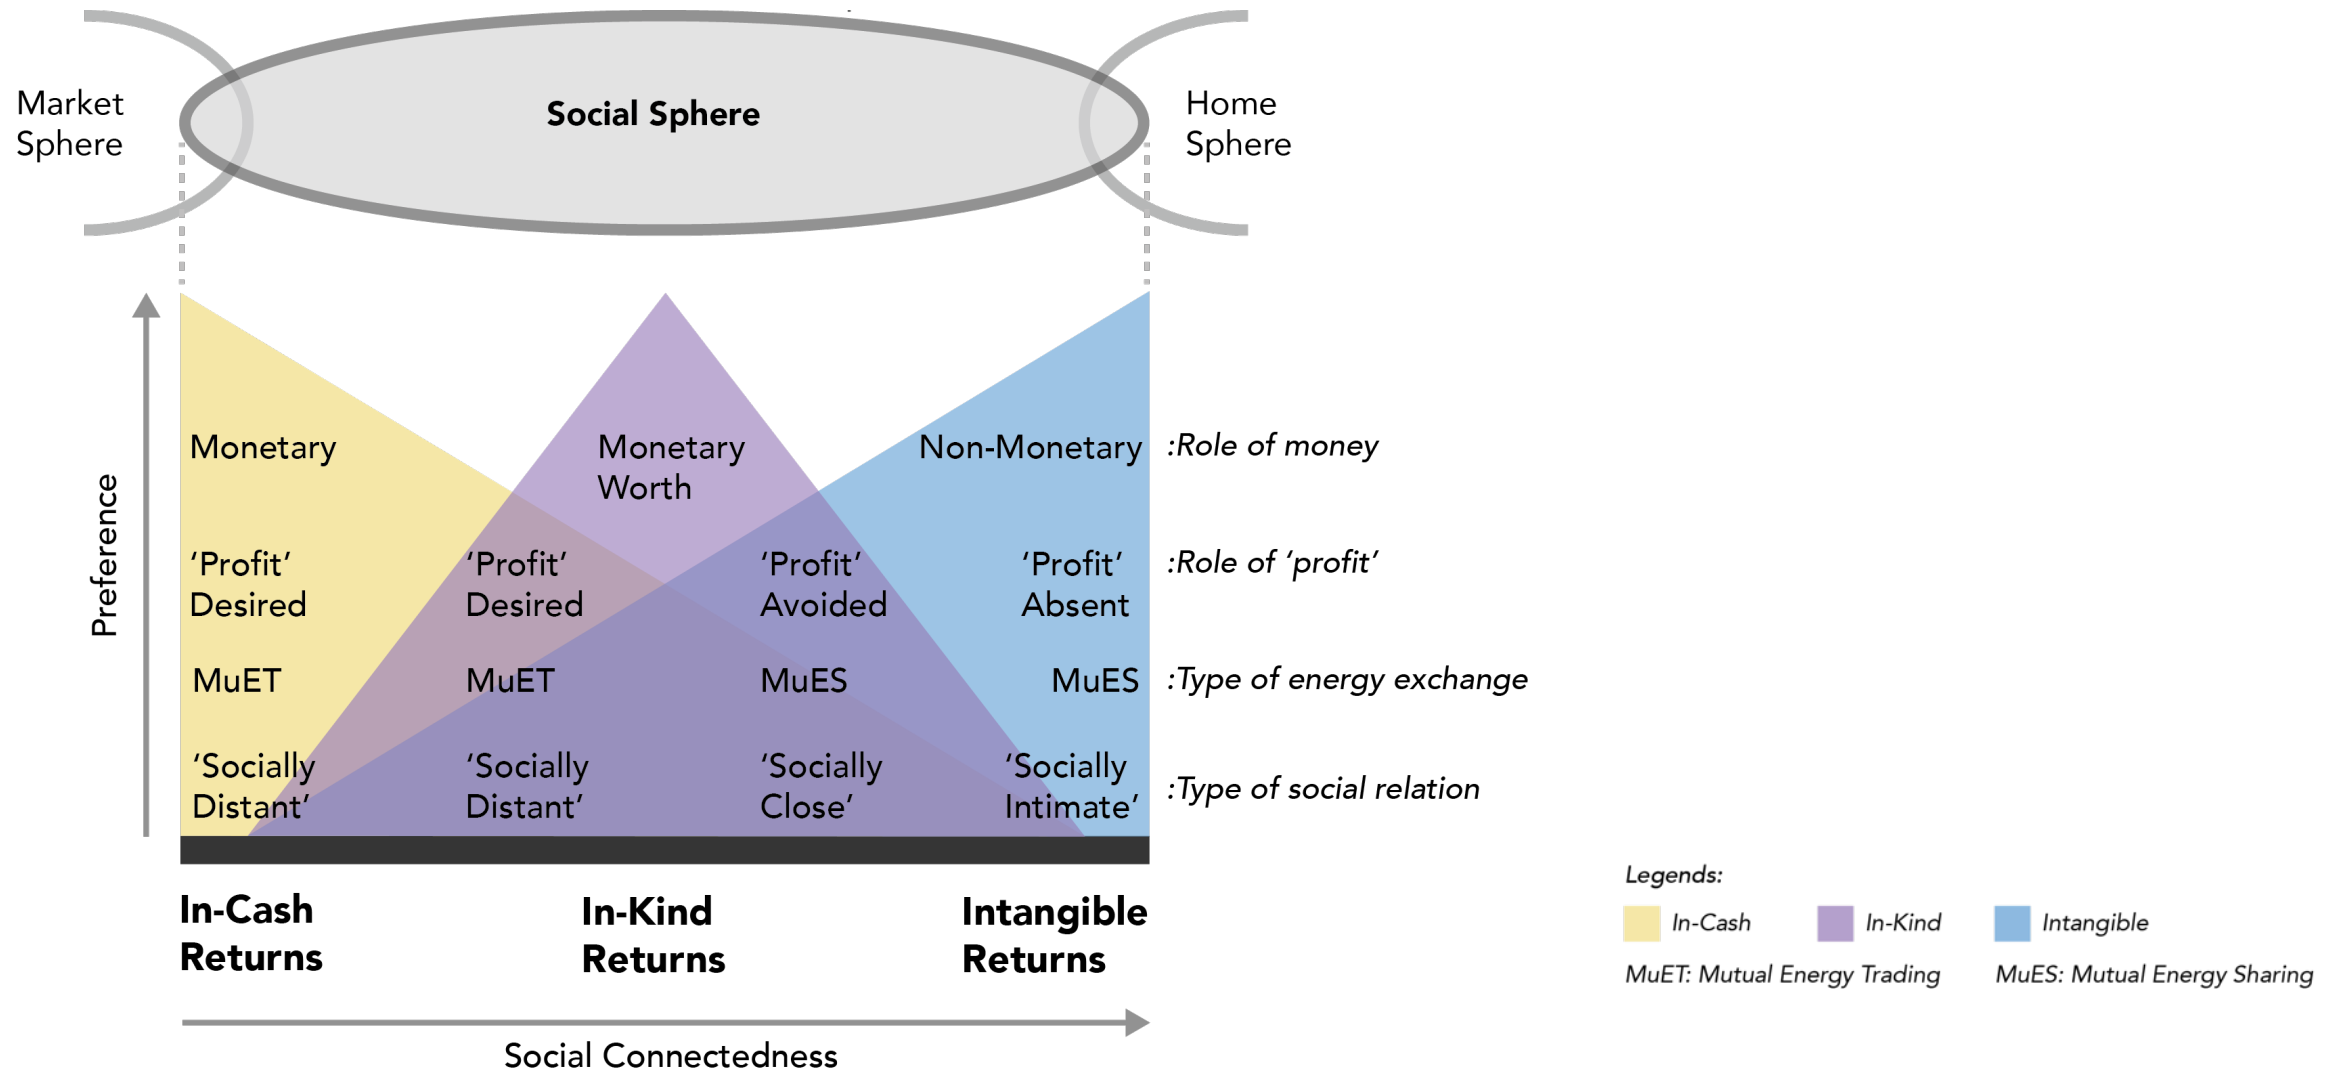 Market
Sphere
Social Sphere
Home
Sphere
Preference
Monetary
Monetary
Worth
Non-Monetary
:Role of money
‘Profit’
Desired
‘Profit’
Desired
‘Profit’
Avoided
‘Profit’
Absent
:Role of ‘profit’
MuET
MuET
MuES
MuES
:Type of energy exchange
‘Socially
Distant’
‘Socially
Distant’
‘Socially
Close’
‘Socially
Intimate’
:Type of social relation
In-Cash
Returns
In-Kind
Returns
Intangible
Returns
Social Connectedness
Legends:
In-Cash
In-Kind
Intangible
MuET: Mutual Energy Trading
MuES: Mutual Energy Sharing